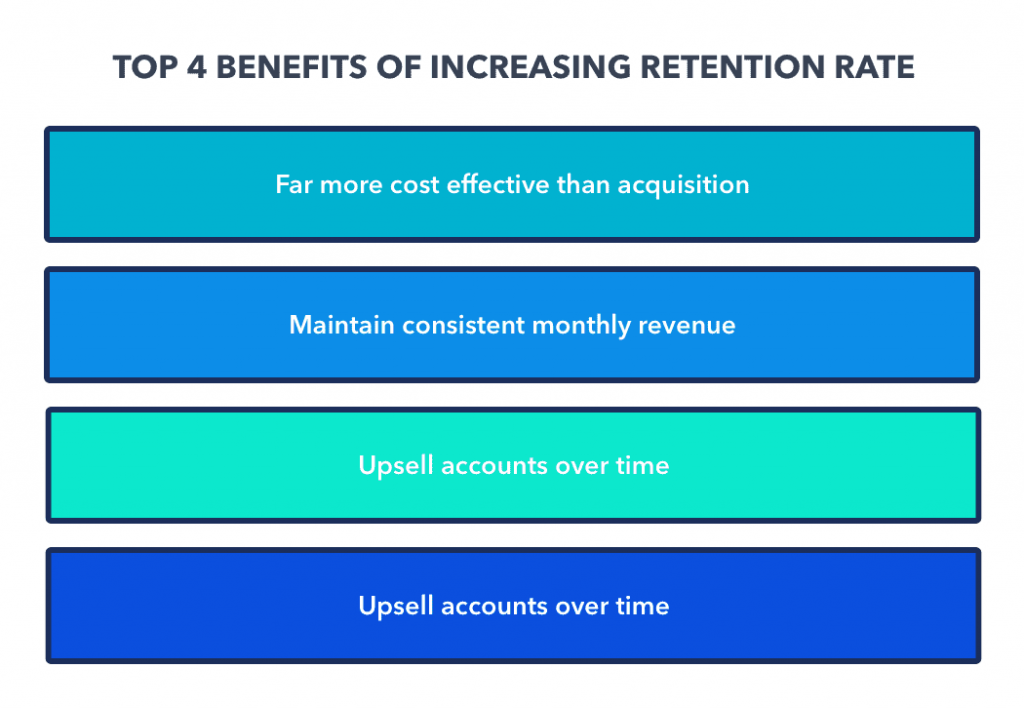 TOP 4 BENEFITS OF INCREASING RETENTION RATE
Far more cost effective than acquisition
Maintain consistent monthly revenue
Upsell accounts over time
Upsell accounts over time